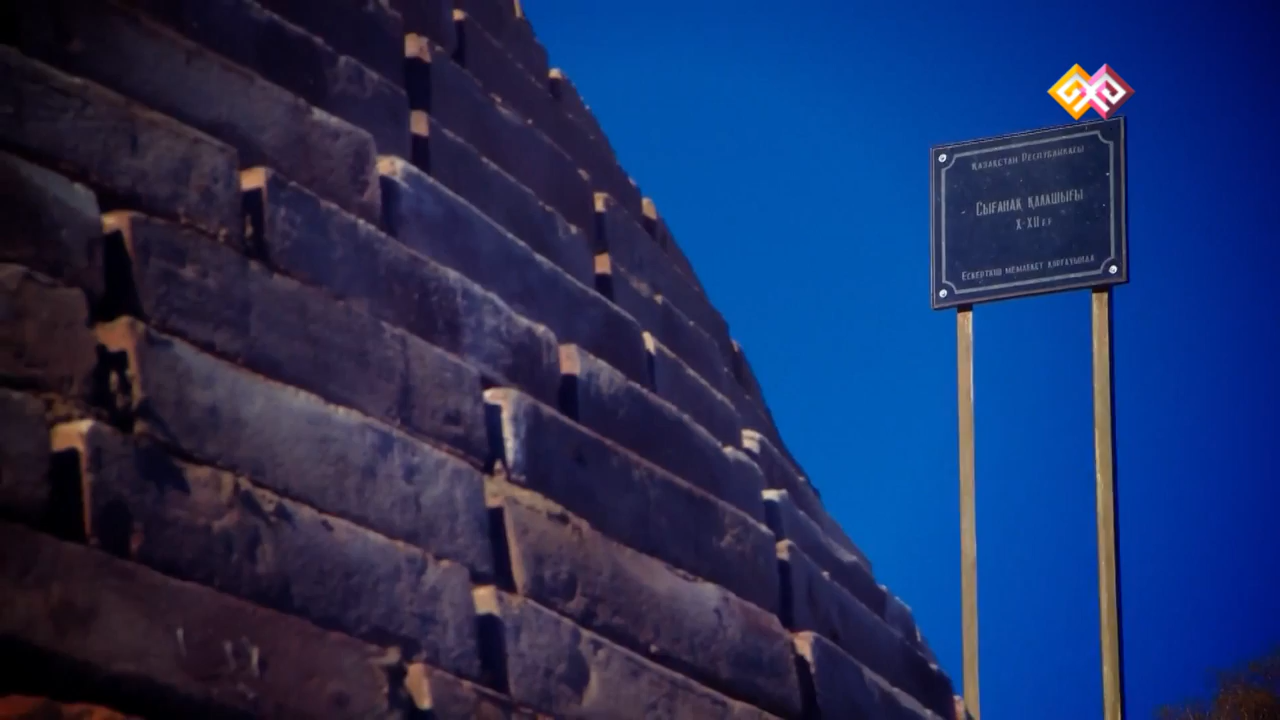 Қазақстан Республикасы
Сығанақ қалашығы
X-XII ғ.ғ
Ескерткіш мемлекет қорғауында